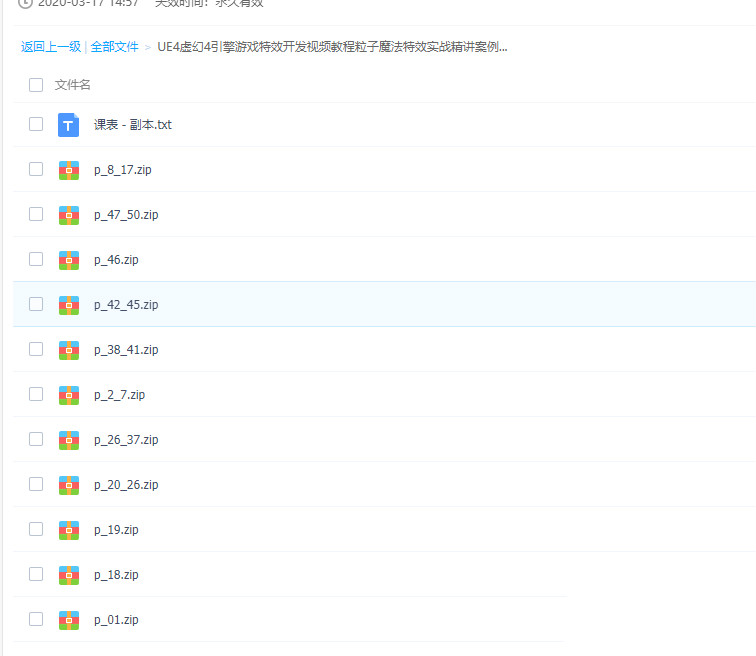 2020-03-17 14:57 失效时间：永久有效
返回上一级 | 全部文件 > UE4虚幻4引擎游戏特效开发视频教程粒子魔法特效实战精讲案例...
文件名
课表 - 副本.txt
p_8_17.zip
p_47_50.zip
p_46.zip
p_42_45.zip
p_38_41.zip
p_2_7.zip
p_26_37.zip
p_20_26.zip
p_19.zip
p_18.zip
p_01.zip